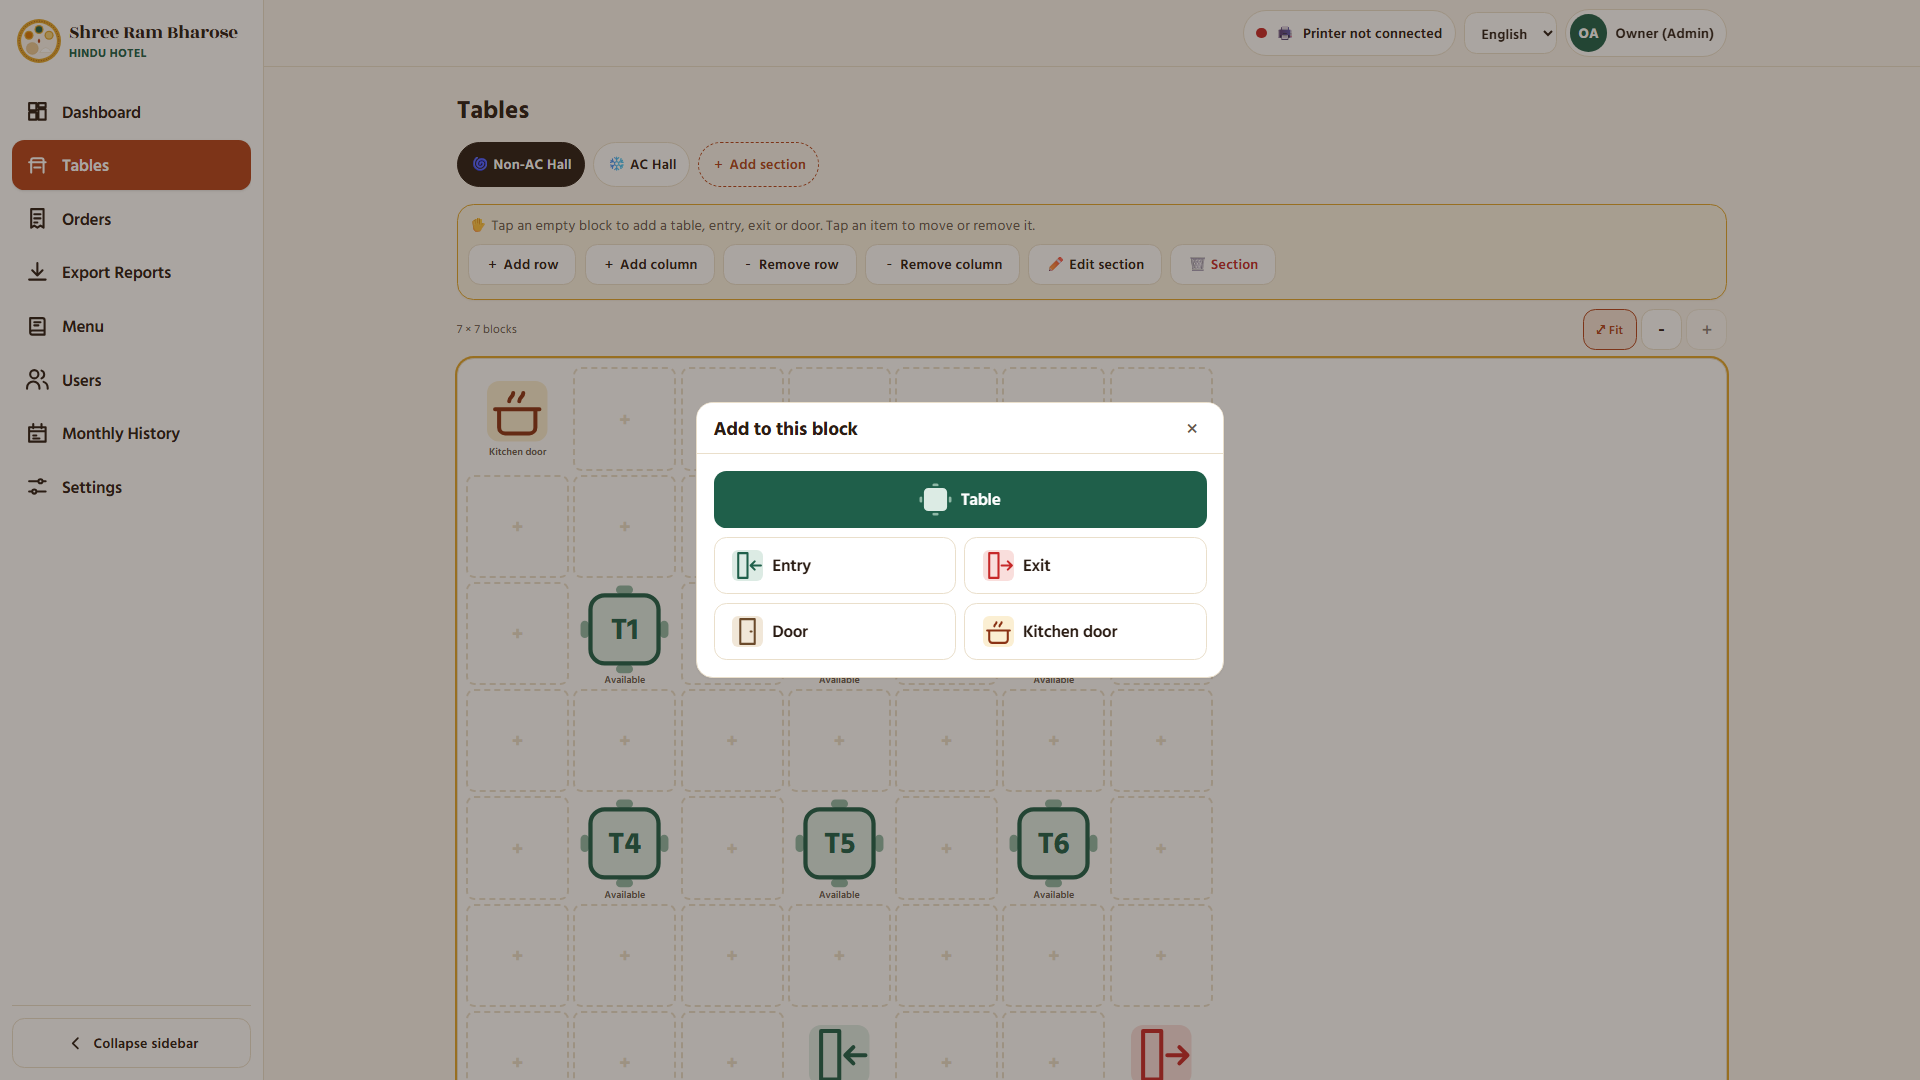 Shree Ram Bharose
HINDU HOTEL
Printer not connected
English
OA
Owner (Admin)
Dashboard
Tables
Orders
Export Reports
Menu
Users
Monthly History
Settings
Collapse sidebar
Tables
Non-AC Hall
AC Hall
+ Add section
Tap an empty block to add a table, entry, exit or door. Tap an item to move or remove it.
+ Add row
+ Add column
- Remove row
- Remove column
Edit section
Section
7 × 7 blocks
Fit
-
+
Kitchen door
Add to this block
×
Table
Entry
Exit
Door
Kitchen door
T1
Available
Available
Available
T4
Available
T5
Available
T6
Available